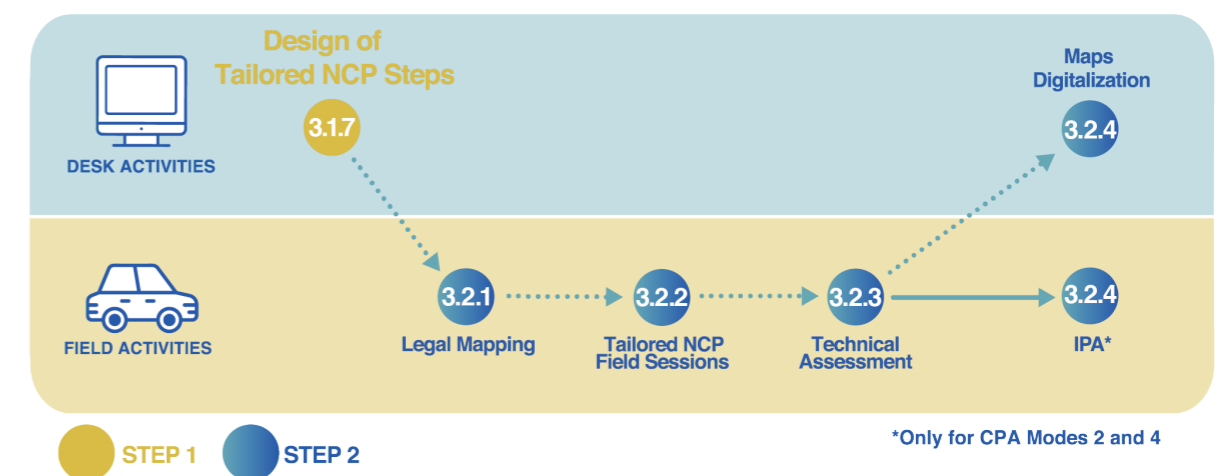 Design of
Tailored NCP Steps
3.1.7
Maps
Digitalization
3.2.4
DESK ACTIVITIES
3.2.1
3.2.2
3.2.3
3.2.4
Legal Mapping
Tailored NCP
Field Sessions
Technical
Assessment
IPA*
FIELD ACTIVITIES
STEP 1
STEP 2
*Only for CPA Modes 2 and 4